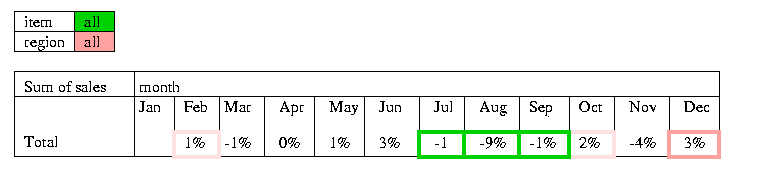 item all
region all
Sum of sales month
Jan Feb Mar Apr May Jun Jul Aug Sep Oct Nov Dec
Total 1% -1% 0% 1% 3% -1 -9% -1% 2% -4% 3%